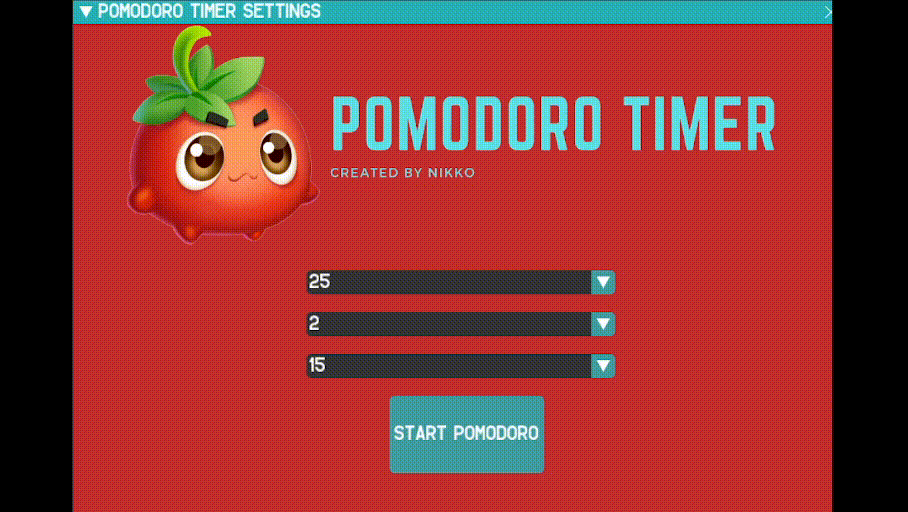 POMODORO TIMER SETTINGS
POMODORO TIMER
CREATED BY NIKKO
25
2
15
START POMODORO